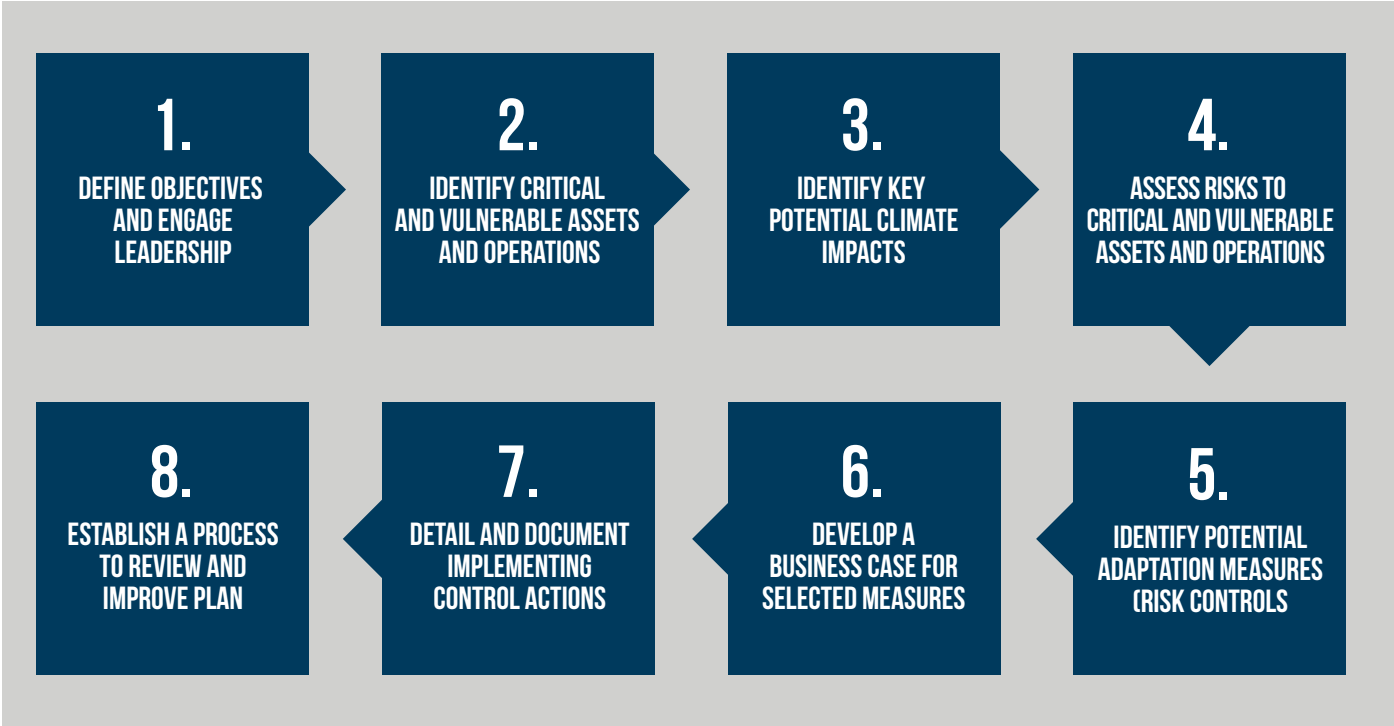 1.
DEFINE OBJECTIVES
AND ENGAGE
LEADERSHIP
2.
IDENTIFY CRITICAL
AND VULNERABLE ASSETS
AND OPERATIONS
3.
IDENTIFY KEY
POTENTIAL CLIMATE
IMPACTS
4.
ASSESS RISKS TO
CRITICAL AND VULNERABLE
ASSETS AND OPERATIONS
5.
IDENTIFY POTENTIAL
ADAPTATION MEASURES
(RISK CONTROLS
6.
DEVELOP A
BUSINESS CASE FOR
SELECTED MEASURES
7.
DETAIL AND DOCUMENT
IMPLEMENTING
CONTROL ACTIONS
8.
ESTABLISH A PROCESS
TO REVIEW AND
IMPROVE PLAN